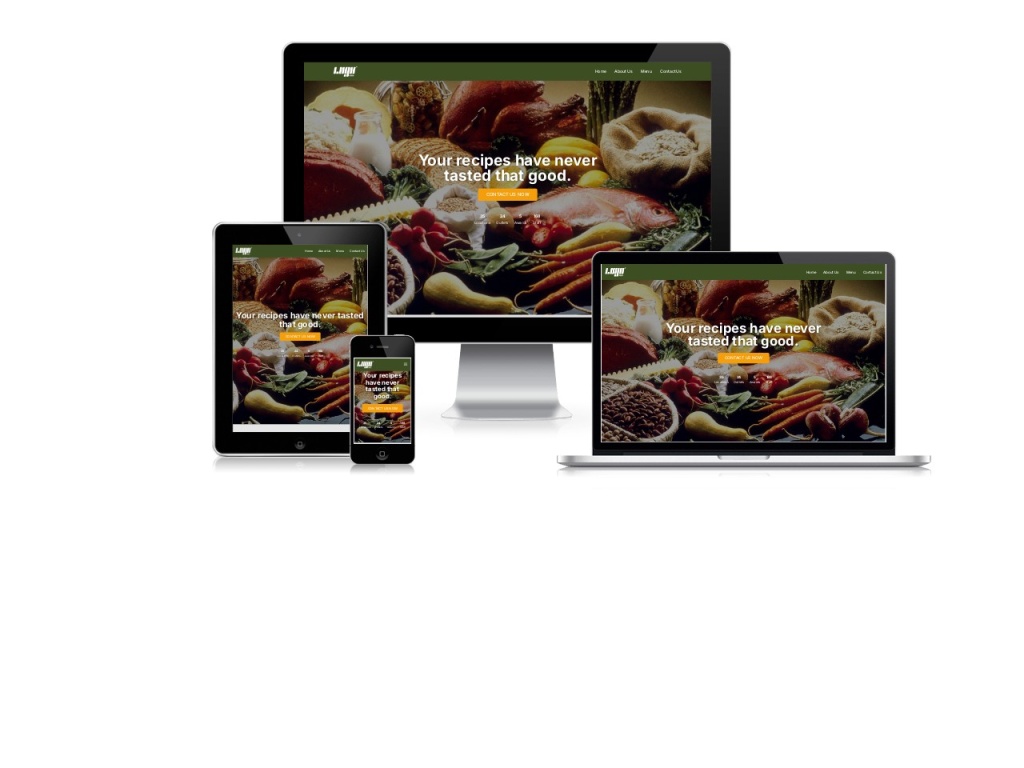 LOGO
Home About Us Menu Contact Us
Your recipes have never
tasted that good.
CONTACT US NOW
LOGO
Home About Us Menu Contact Us
Your recipes have never tasted
that good.
CONTACT US NOW
LOGO
Your recipes
have never
tasted that
good.
CONTACT US NOW
LOGO
Home About Us Menu Contact Us
Your recipes have never
tasted that good.
CONTACT US NOW